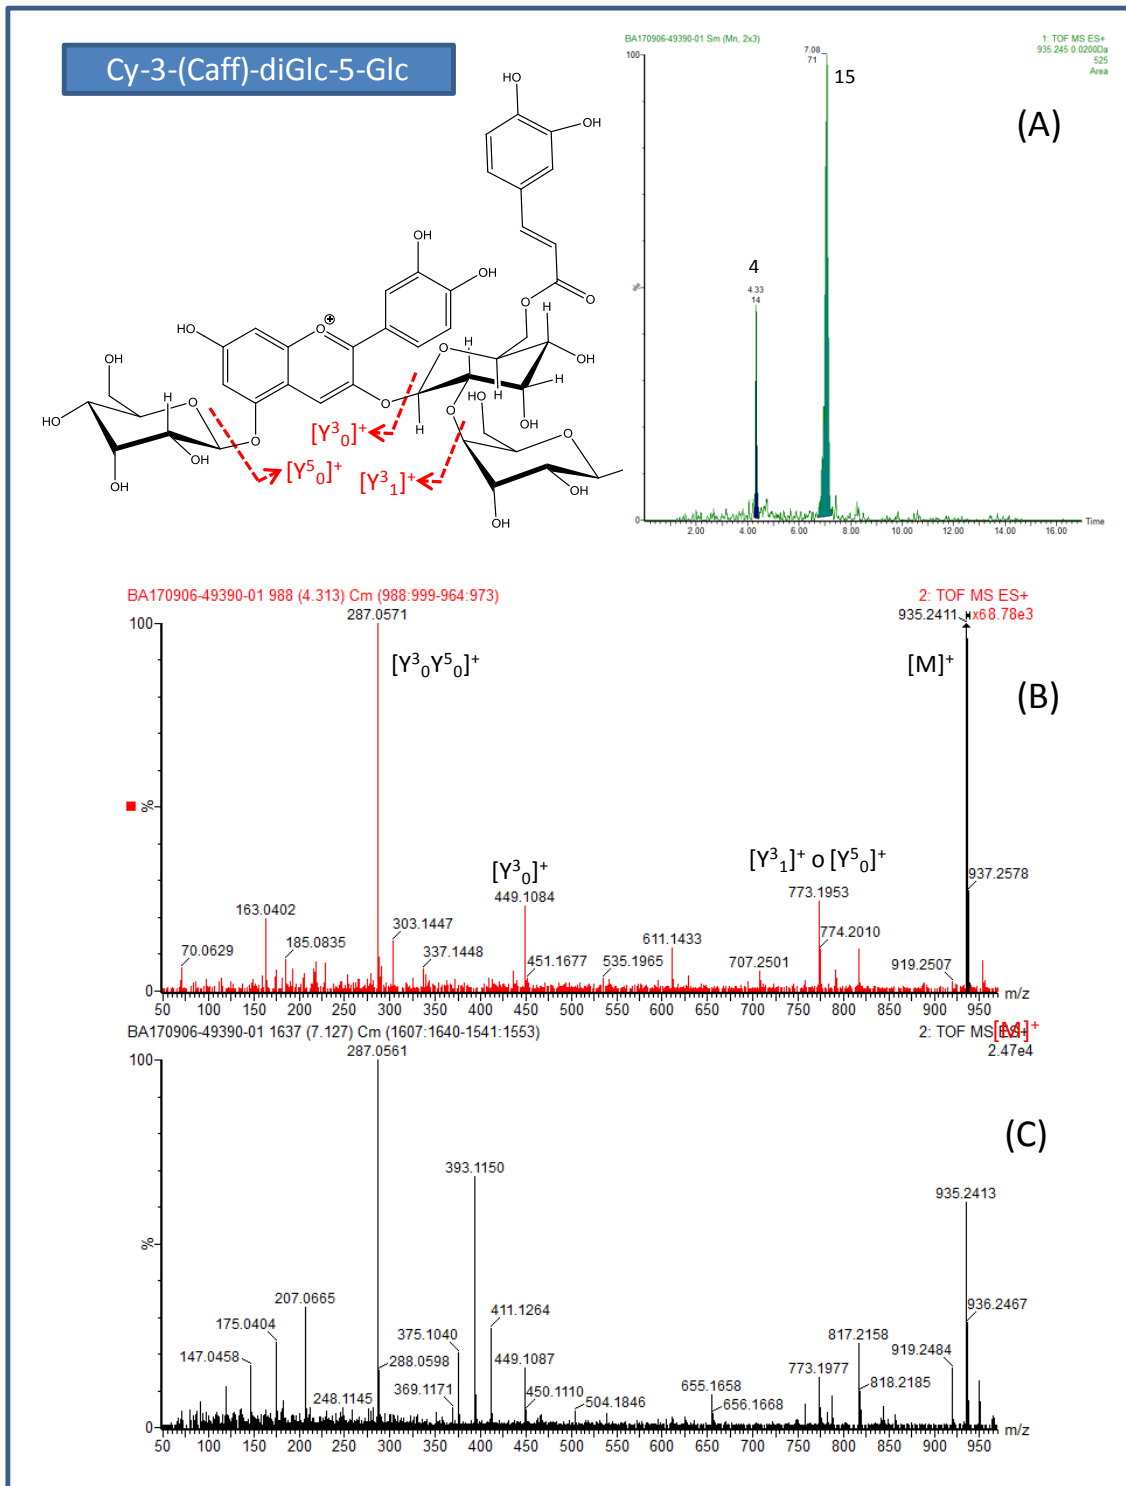 Cy-3-(Caff)-diGlc-5-Glc
OH
OH
O
O
OH
OH
HO
O
⊕
O
H
H
OH
H
H
OH
O
H
O
OH
O
OH
OH
HO
H
O
OH
OH
O
OH
O
OH
OH
[Y³₀]⁺
[Y⁵₀]⁺
[Y³₁]⁺
BA170906-49390-01 Sm (Mn, 2x3)
1: TOF MS ES+
935.245 0.0200Da
525
Area
100
7.08
71
15
(A)
4
4.33
14
%
0
Time
2.00 4.00 6.00 8.00 10.00 12.00 14.00 16.00
BA170906-49390-01 988 (4.313) Cm (988:999-964:973)
2: TOF MS ES+
x6 8.78e3
935.2411
100
287.0571
[Y³₀Y⁵₀]⁺
[M]⁺
(B)
%
[Y³₀]⁺
[Y³₁]⁺ o [Y⁵₀]⁺
449.1084
773.1953
937.2578
163.0402
303.1447
774.2010
185.0835
611.1433
70.0629
337.1448
451.1677
535.1965
707.2501
919.2507
0
m/z
50 100 150 200 250 300 350 400 450 500 550 600 650 700 750 800 850 900 950
BA170906-49390-01 1637 (7.127) Cm (1607:1640-1541:1553)
2: TOF MS ES+
[M]⁺
2.47e4
100
287.0561
(C)
393.1150
935.2413
%
207.0665
411.1264
936.2467
175.0404
375.1040
817.2158
919.2484
147.0458
288.0598
449.1087
773.1977
818.2185
369.1171
450.1110
655.1658
248.1145
504.1846
656.1668
0
m/z
50 100 150 200 250 300 350 400 450 500 550 600 650 700 750 800 850 900 950